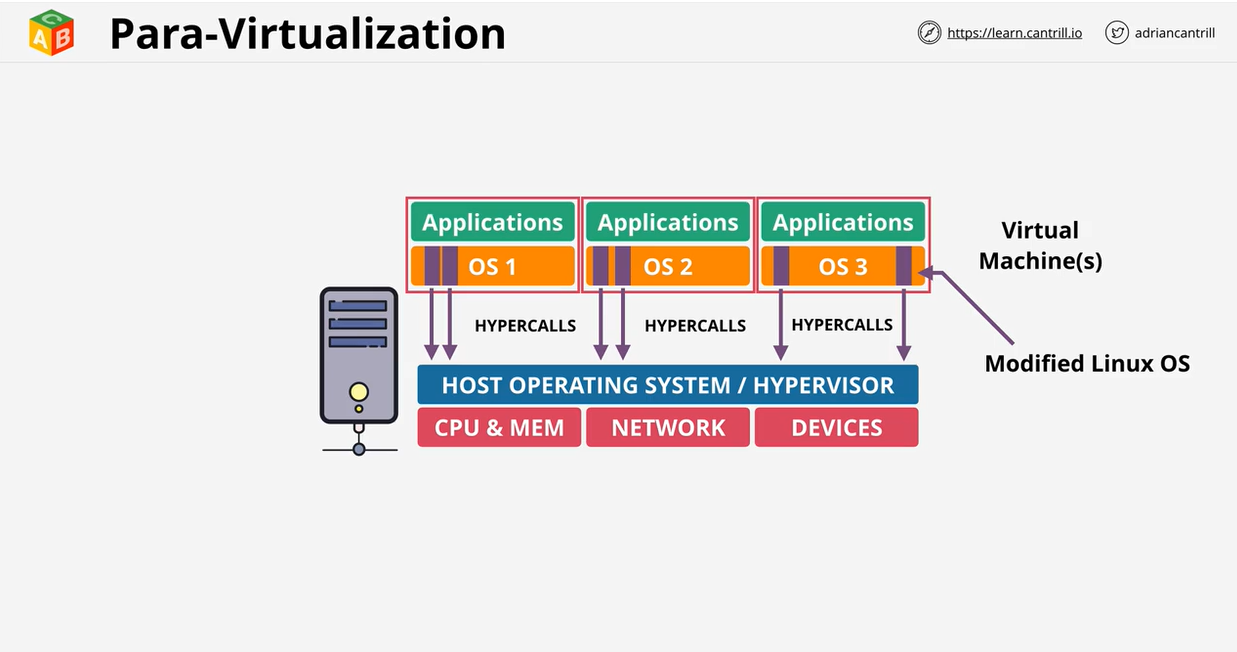 CAB
Para-Virtualization
https://learn.cantrill.io
adriancantrill
Applications
Applications
Applications
OS 1
OS 2
OS 3
Virtual
Machine(s)
HYPERCALLS
HYPERCALLS
HYPERCALLS
Modified Linux OS
HOST OPERATING SYSTEM / HYPERVISOR
CPU & MEM
NETWORK
DEVICES